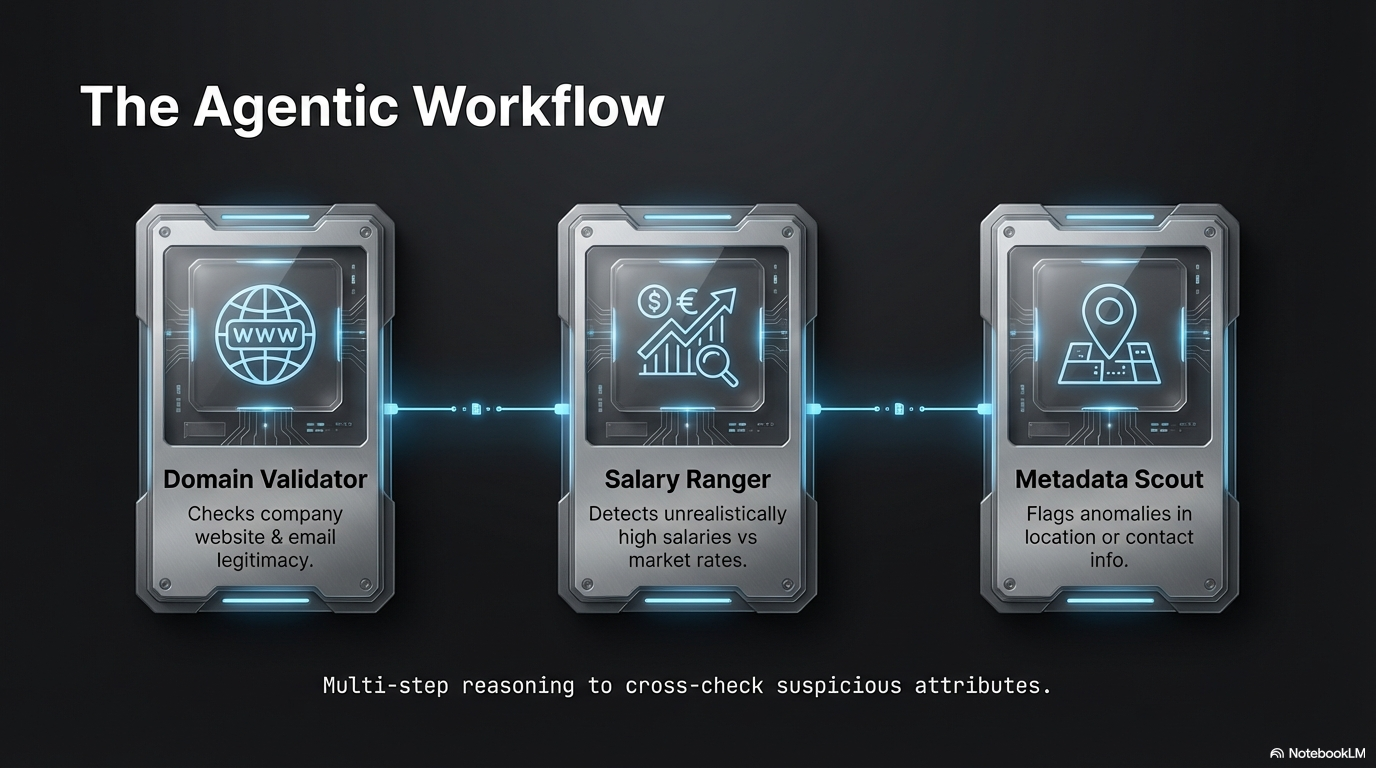 The Agentic Workflow
WWW
$ €
Domain Validator
Checks company
website & email
legitimacy.
Salary Ranger
Detects unrealistically
high salaries vs
market rates.
Metadata Scout
Flags anomalies in
location or contact
info.
Multi-step reasoning to cross-check suspicious attributes.
NotebookLM